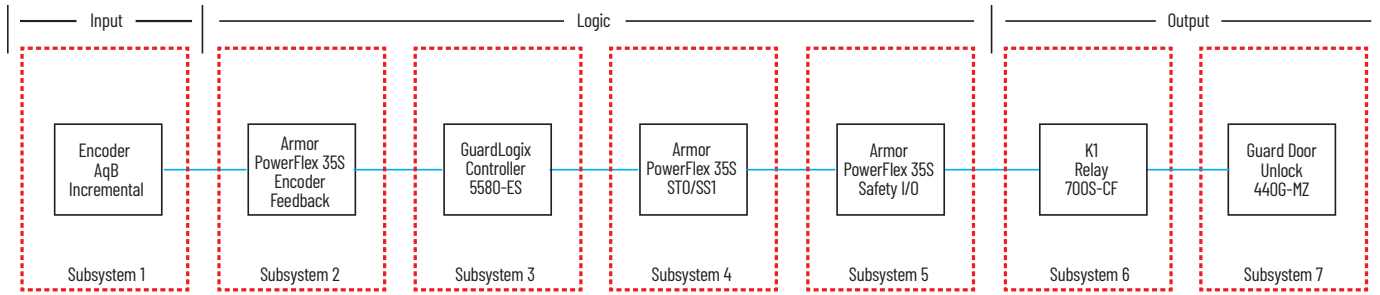 Input
Logic
Output
Encoder
AqB
Incremental
Armor
PowerFlex 35S
Encoder
Feedback
GuardLogix
Controller
5580-ES
Armor
PowerFlex 35S
STO/SS1
Armor
PowerFlex 35S
Safety I/O
K1
Relay
700S-CF
Guard Door
Unlock
440G-MZ
Subsystem 1
Subsystem 2
Subsystem 3
Subsystem 4
Subsystem 5
Subsystem 6
Subsystem 7